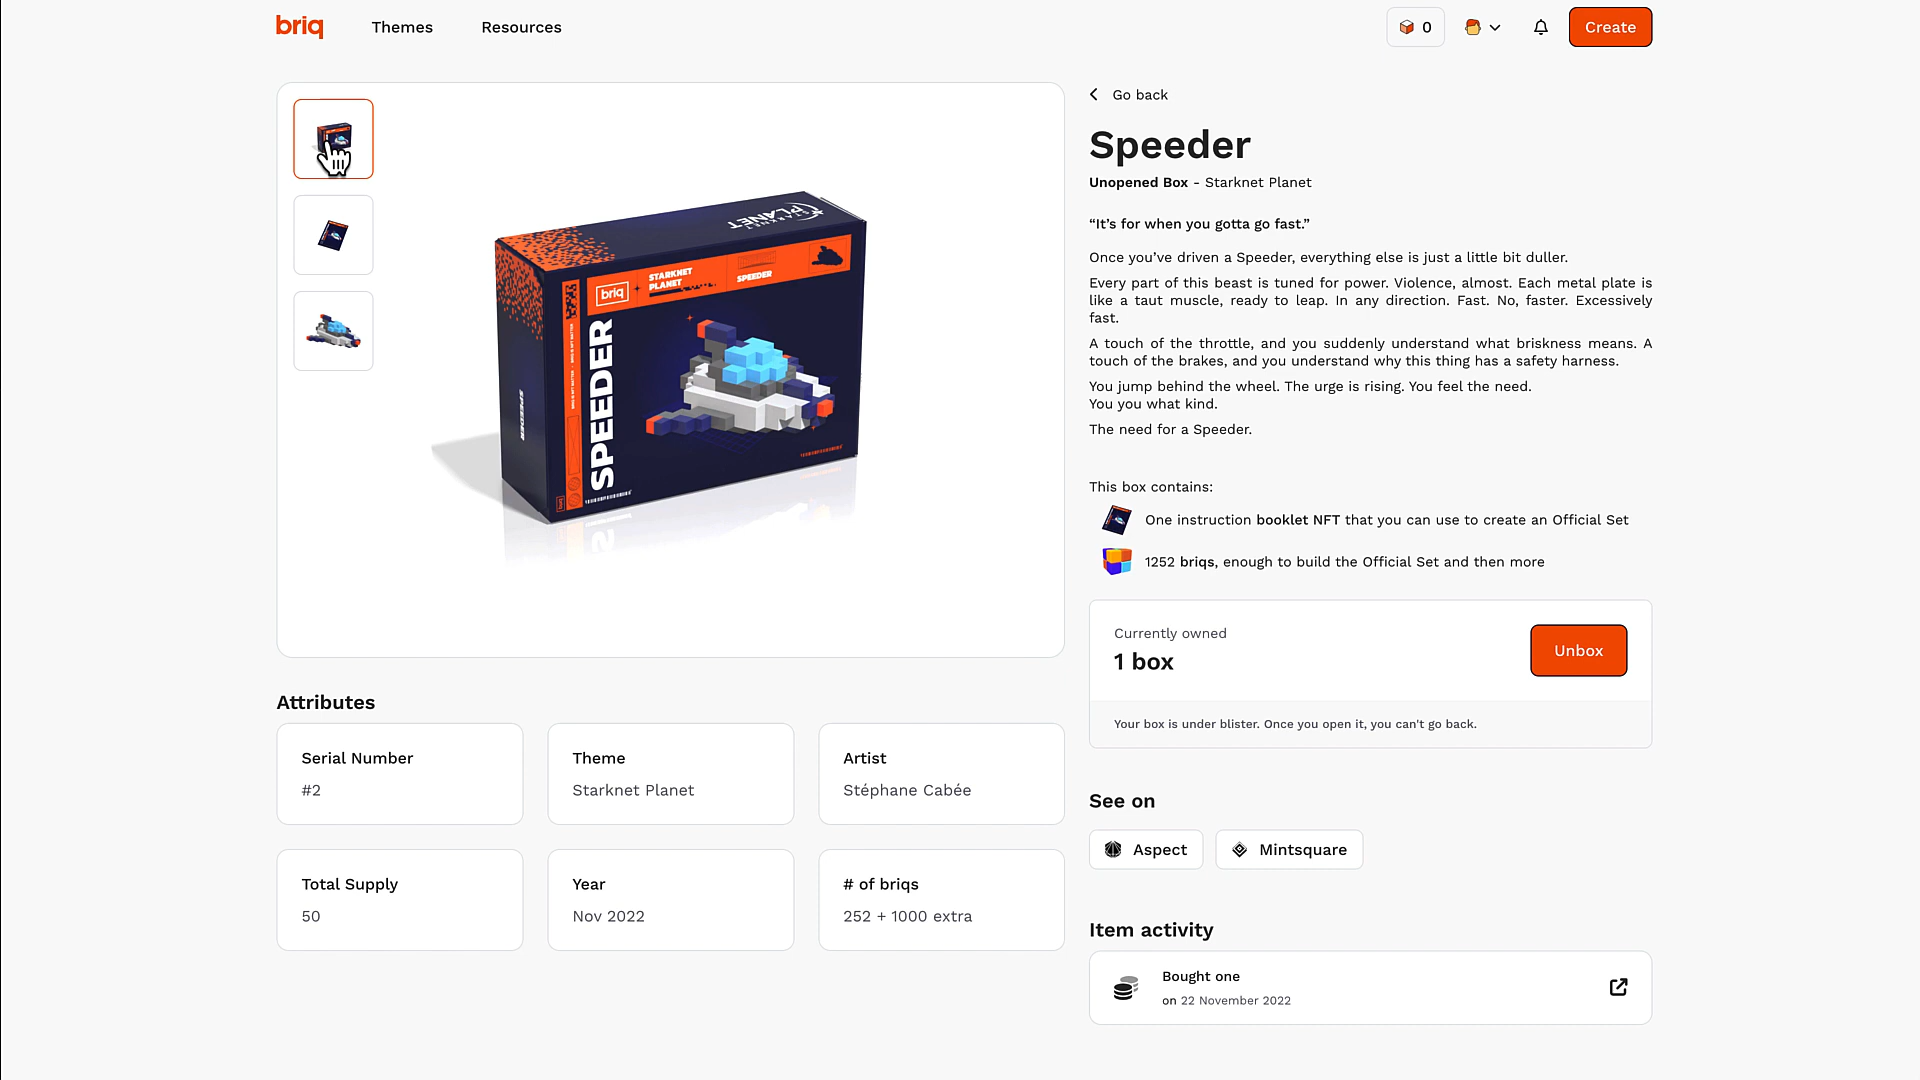 briq
Themes
Resources
0
Create
STARKNET
PLANET
briq
STARKNET
PLANET
SPEEDER
SPEEDER
SPEEDER
Go back
Speeder
Unopened Box - Starknet Planet
“It’s for when you gotta go fast.”
Once you’ve driven a Speeder, everything else is just a little bit duller.
Every part of this beast is tuned for power. Violence, almost. Each metal plate is
like a taut muscle, ready to leap. In any direction. Fast. No, faster. Excessively
fast.
A touch of the throttle, and you suddenly understand what briskness means. A
touch of the brakes, and you understand why this thing has a safety harness.
You jump behind the wheel. The urge is rising. You feel the need.
You you what kind.
The need for a Speeder.
This box contains:
One instruction booklet NFT that you can use to create an Official Set
1252 briqs, enough to build the Official Set and then more
Currently owned
1 box
Unbox
Your box is under blister. Once you open it, you can't go back.
Attributes
Serial Number
#2
Theme
Starknet Planet
Artist
Stéphane Cabée
Total Supply
50
Year
Nov 2022
# of briqs
252 + 1000 extra
See on
Aspect
Mintsquare
Item activity
Bought one
on 22 November 2022